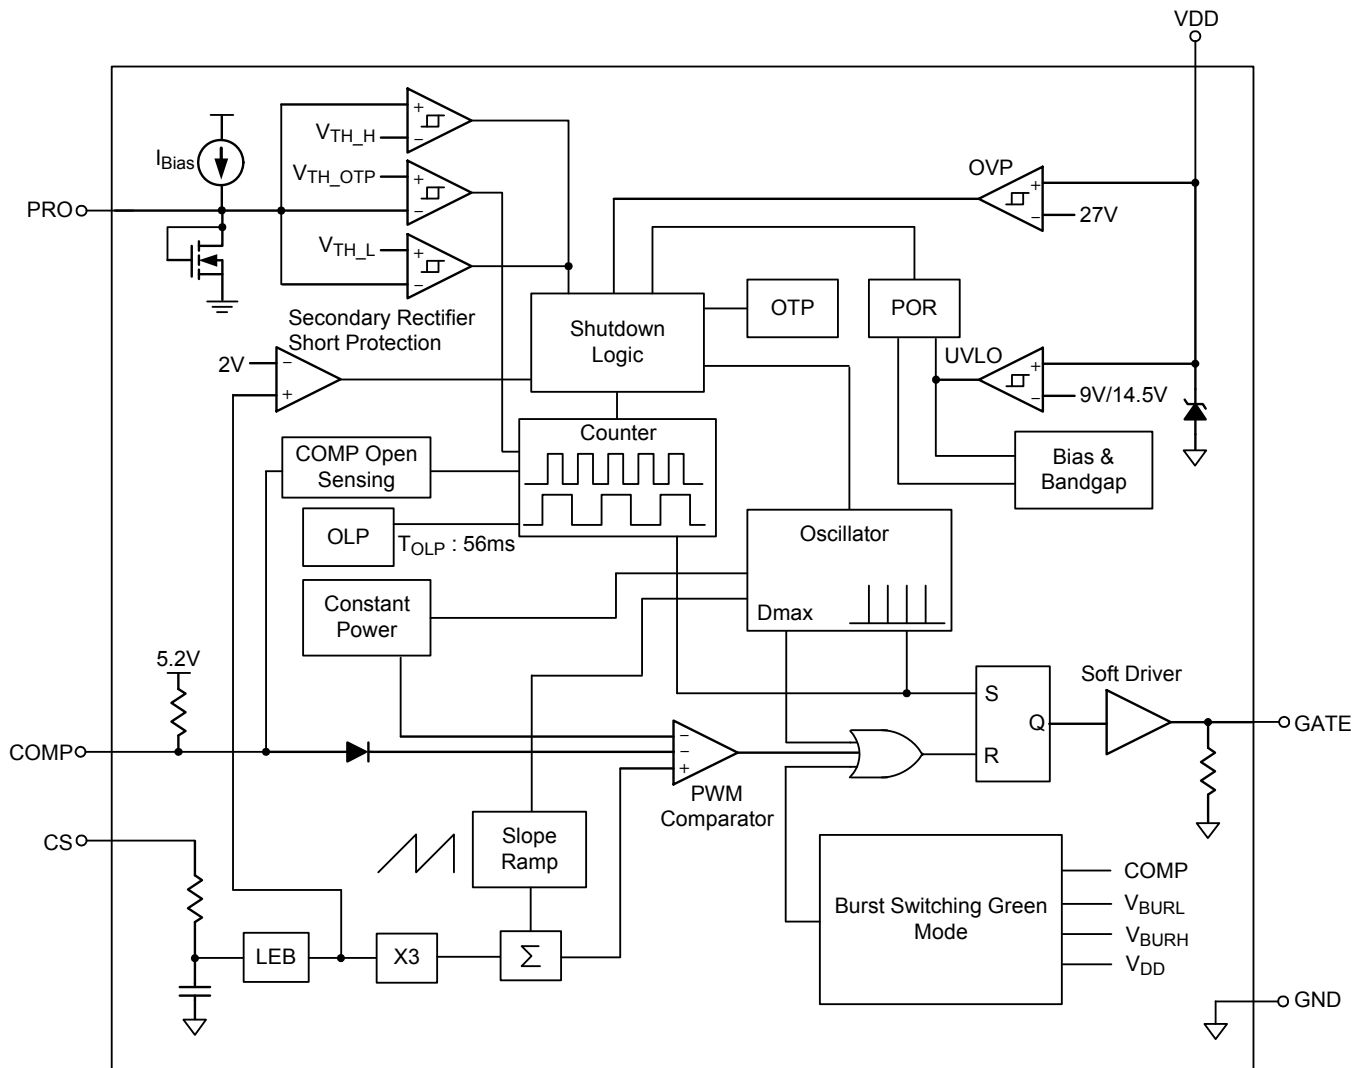 VDD
V_TH_H
I_Bias
V_TH_OTP
PRO
V_TH_L
OVP
27V
+
−
+
−
+
−
+
−
Secondary Rectifier
Short Protection
2V
−
+
Shutdown
Logic
OTP
POR
UVLO
+
−
9V/14.5V
Counter
COMP Open
Sensing
Bias &
Bandgap
OLP
T_OLP : 56ms
Oscillator
Dmax
Constant
Power
5.2V
COMP
−
−
+
PWM
Comparator
S
Q
R
Soft Driver
GATE
CS
Slope
Ramp
LEB
X3
Σ
Burst Switching Green
Mode
COMP
V_BURL
V_BURH
V_DD
GND